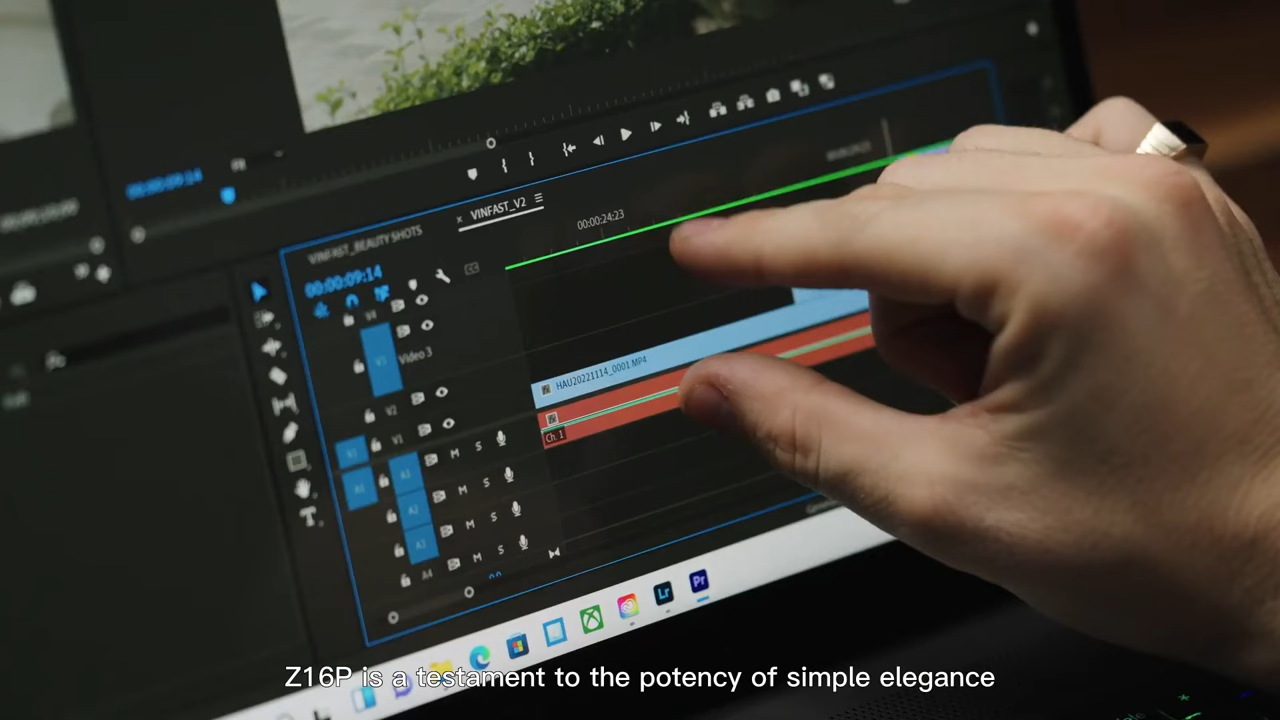 00:00:09:14
VINFAST_BEAUTY SHOTS
× VINFAST_V2
00:00:09:14
00:00:24:23
V4
Video 3
V2
V1
HAU20221114_0001.MP4
Ch. 1
A1 M S
A2 M S
A3 M S
A4 M S
Lr Pr
Z16P is a testament to the potency of simple elegance